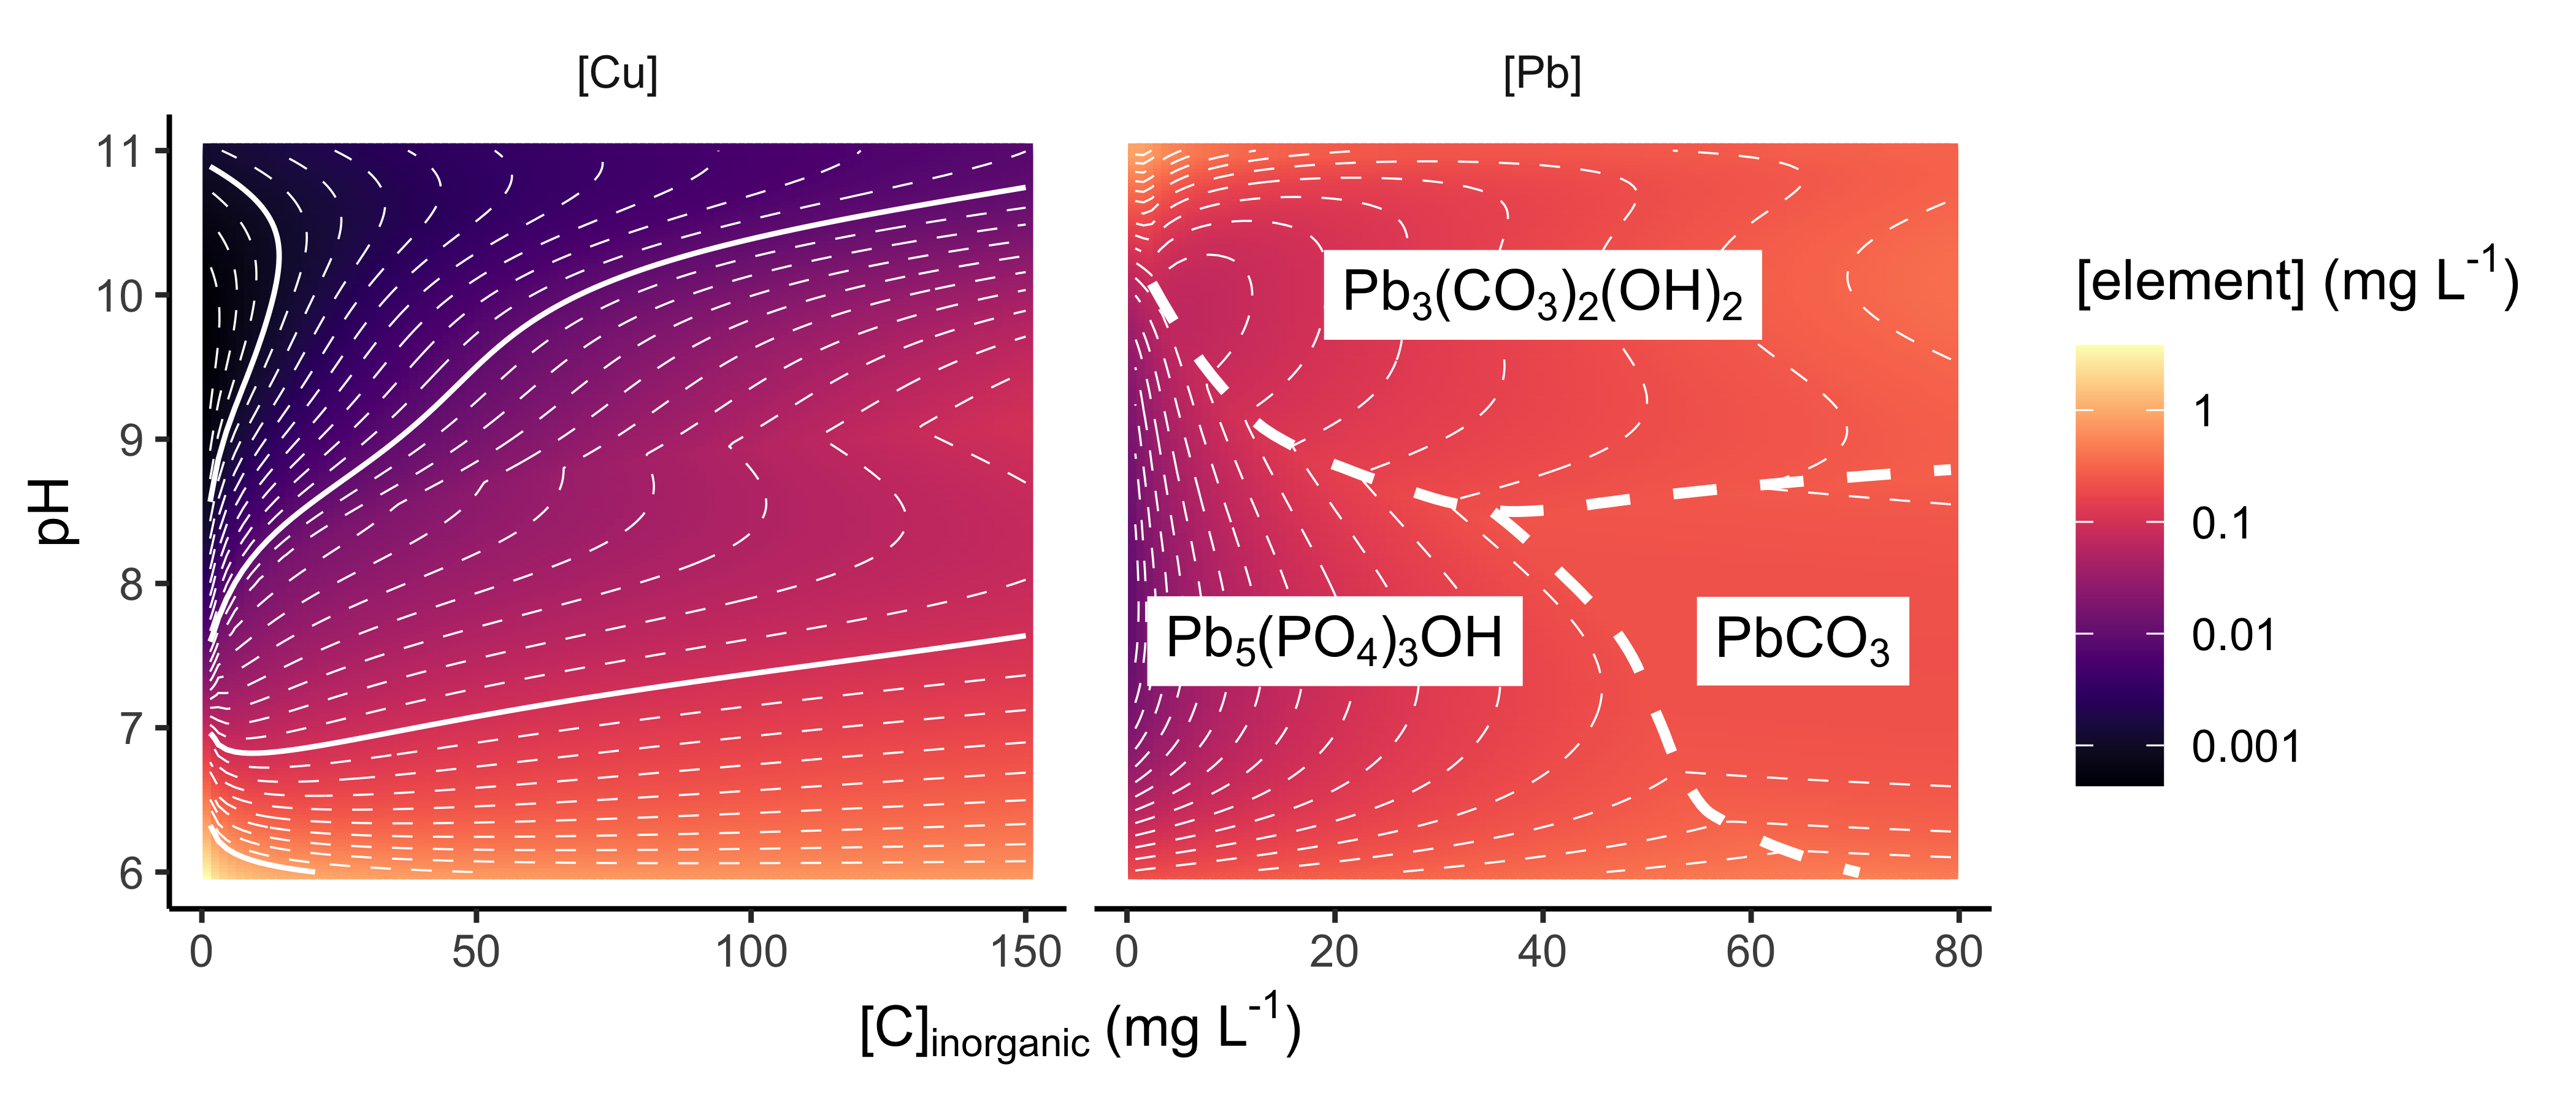 [Cu]
[Pb]
pH
11
10
9
8
7
6
0
50
100
150
0
20
40
60
80
[C]inorganic (mg L-1)
Pb3(CO3)2(OH)2
Pb5(PO4)3OH
PbCO3
[element] (mg L-1)
1
0.1
0.01
0.001